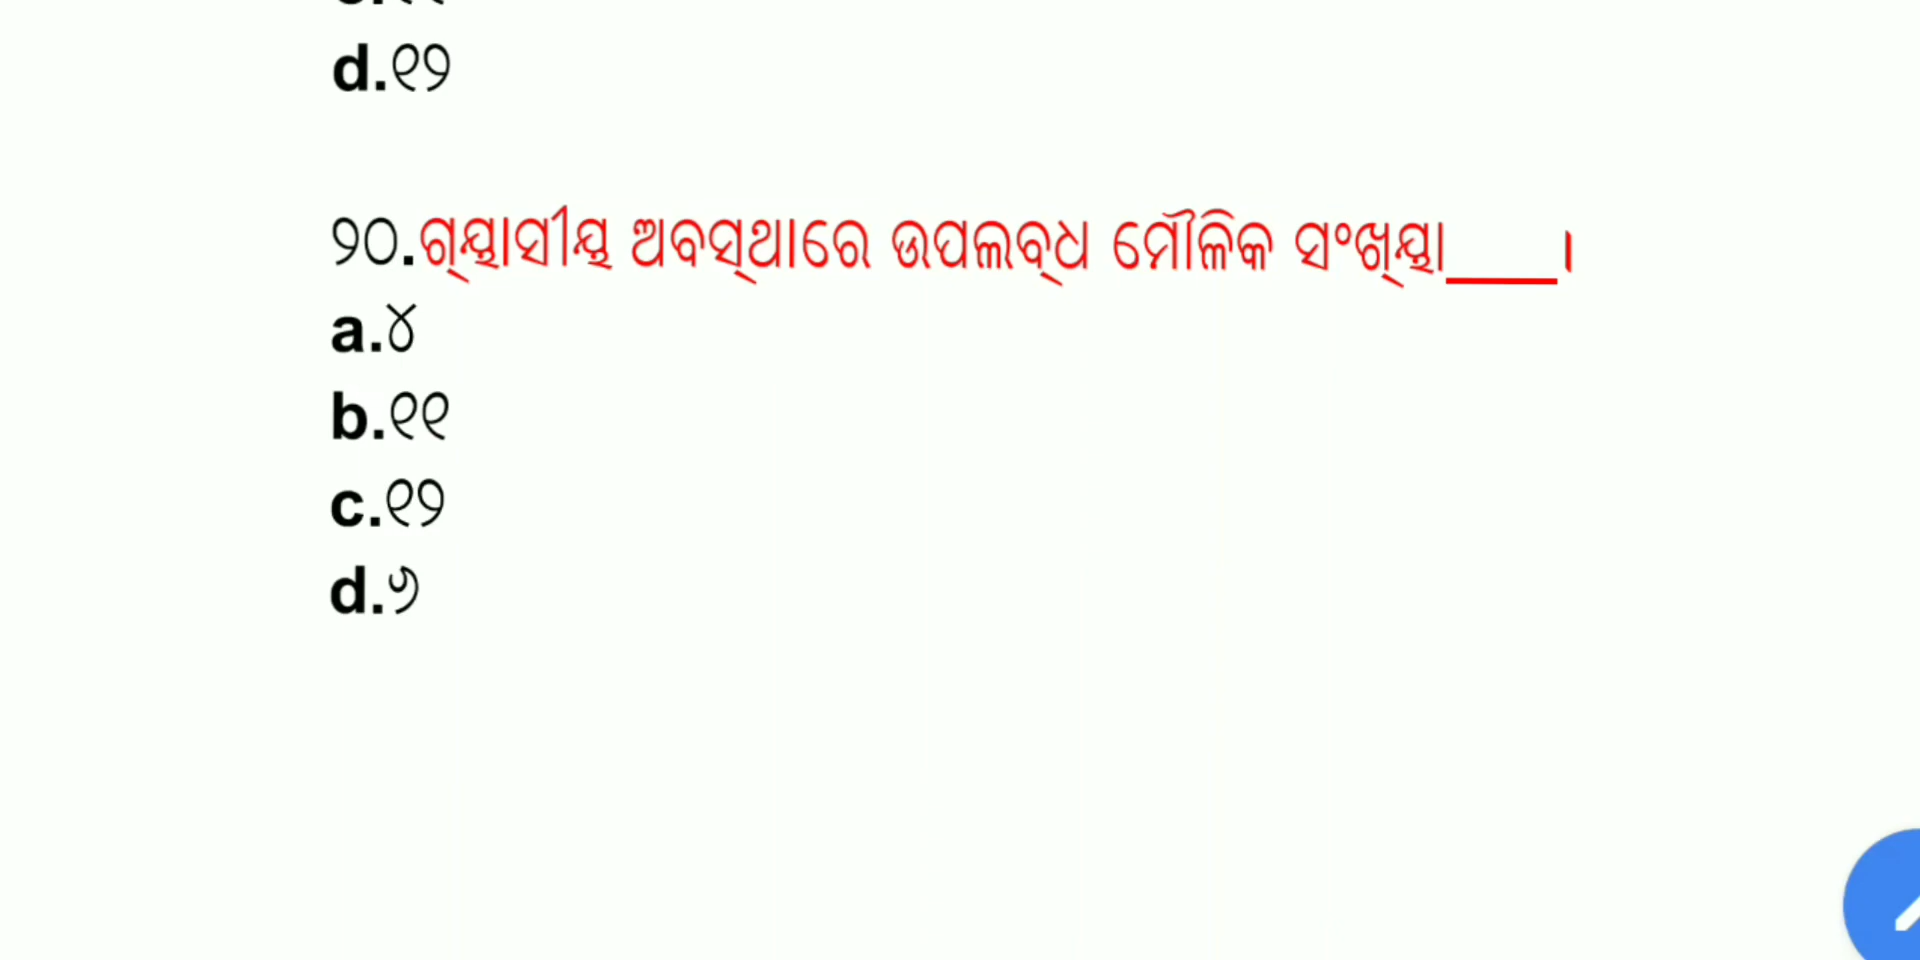 d.୧୨
୨୦.ଗ୍ୟାସୀୟ ଅବସ୍ଥାରେ ଉପଲବ୍ଧ ମୌଳିକ ସଂଖ୍ୟା____।
a.୪
b.୧୧
c.୧୨
d.୬